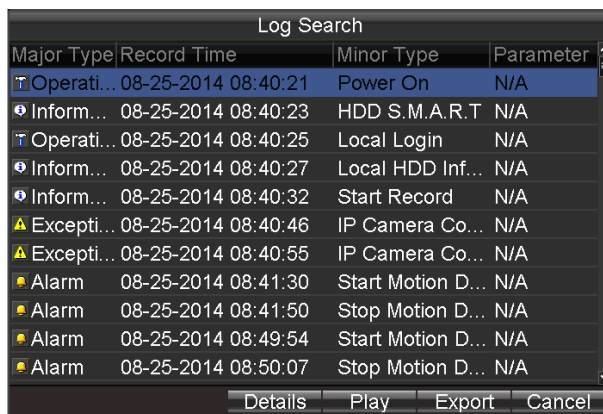 Log Search
Major Type Record Time Minor Type Parameter
Operati... 08-25-2014 08:40:21 Power On N/A
Inform... 08-25-2014 08:40:23 HDD S.M.A.R.T N/A
Operati... 08-25-2014 08:40:25 Local Login N/A
Inform... 08-25-2014 08:40:27 Local HDD Inf... N/A
Inform... 08-25-2014 08:40:32 Start Record N/A
Excepti... 08-25-2014 08:40:46 IP Camera Co... N/A
Excepti... 08-25-2014 08:40:55 IP Camera Co... N/A
Alarm 08-25-2014 08:41:30 Start Motion D... N/A
Alarm 08-25-2014 08:41:50 Stop Motion D... N/A
Alarm 08-25-2014 08:49:54 Start Motion D... N/A
Alarm 08-25-2014 08:50:07 Stop Motion D... N/A
Details Play Export Cancel